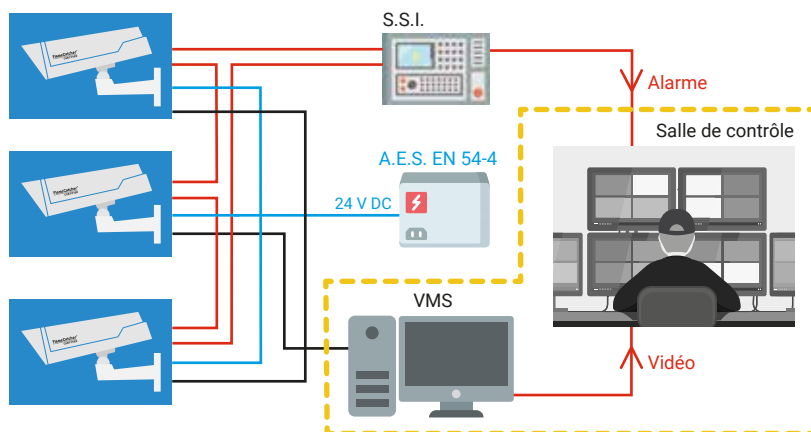 S.S.I.
Alarme
Salle de contrôle
A.E.S. EN 54-4
24 V DC
VMS
Vidéo